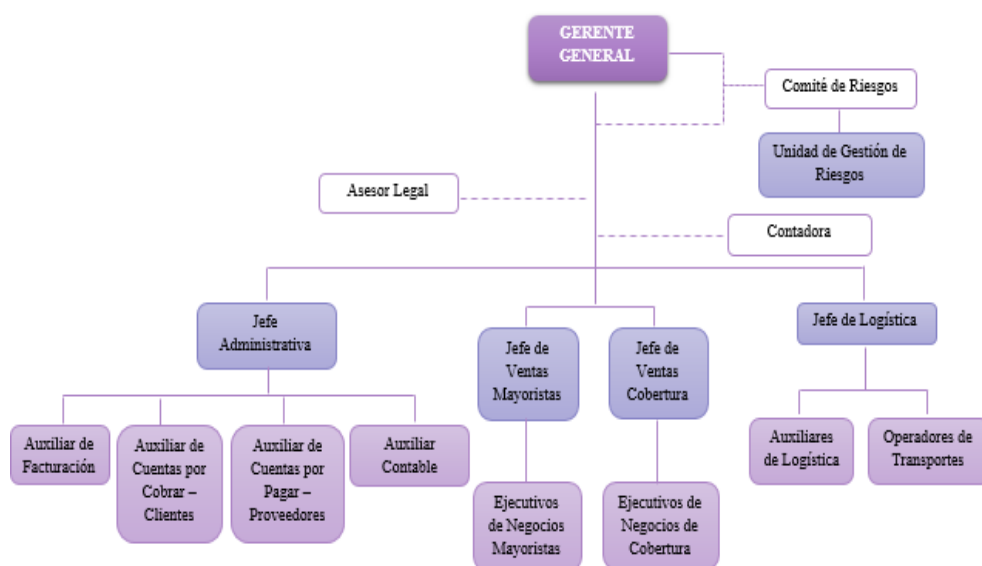 GERENTE
GENERAL
Comité de Riesgos
Unidad de Gestión de
Riesgos
Asesor Legal
Contadora
Jefe
Administrativa
Jefe de
Ventas
Mayoristas
Jefe de
Ventas
Cobertura
Jefe de Logística
Auxiliar de
Facturación
Auxiliar de
Cuentas por
Cobrar –
Clientes
Auxiliar de
Cuentas por
Pagar –
Proveedores
Auxiliar
Contable
Ejecutivos
de Negocios
Mayoristas
Ejecutivos de
Negocios de
Cobertura
Auxiliares
de Logística
Operadores de
Transportes